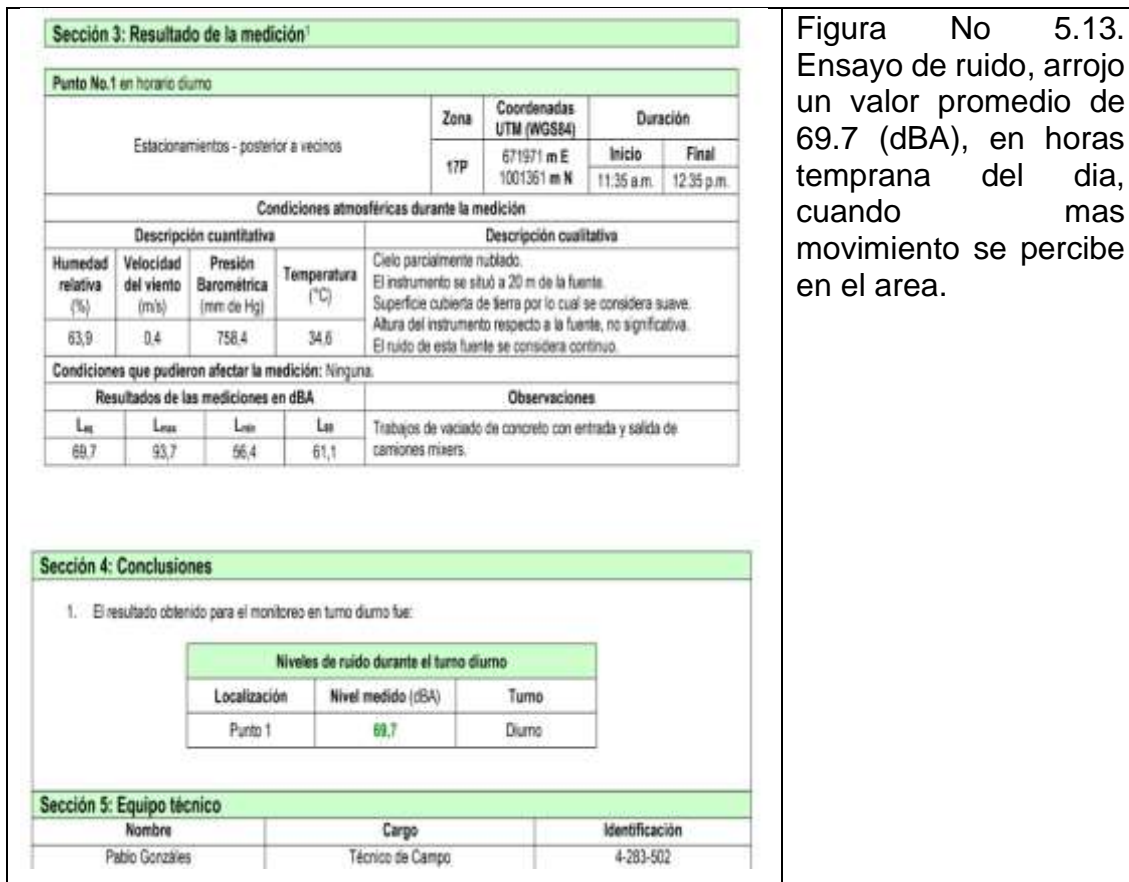 Sección 3: Resultado de la medición¹
Punto No.1 en horario diurno
Estacionamientos - posterior a vecinos
Zona
Coordenadas
UTM (WGS84)
Duración
17P
671971 m E
1001361 m N
Inicio
Final
11:35 a.m.
12:35 p.m.
Condiciones atmosféricas durante la medición
Descripción cuantitativa
Descripción cualitativa
Humedad
relativa
(%)
Velocidad
del viento
(m/s)
Presión
Barométrica
(mm de Hg)
Temperatura
(°C)
63,9
0,4
758,4
34,6
Cielo parcialmente nublado.
El instrumento se situó a 20 m de la fuente.
Superficie cubierta de tierra por lo cual se considera suave.
Altura del instrumento respecto a la fuente, no significativa.
El ruido de esta fuente se considera continuo.
Condiciones que pudieron afectar la medición: Ninguna.
Resultados de las mediciones en dBA
Observaciones
Leq
Lmax
Lmin
L90
69,7
93,7
56,4
61,1
Trabajos de vaciado de concreto con entrada y salida de
camiones mixers.
Sección 4: Conclusiones
1. El resultado obtenido para el monitoreo en turno diurno fue:
Niveles de ruido durante el turno diurno
Localización
Nivel medido (dBA)
Turno
Punto 1
69,7
Diurno
Sección 5: Equipo técnico
Nombre
Cargo
Identificación
Pablo Gonzáles
Técnico de Campo
4-283-502
Figura No 5.13.
Ensayo de ruido, arrojo
un valor promedio de
69.7 (dBA), en horas
temprana del dia,
cuando mas
movimiento se percibe
en el area.